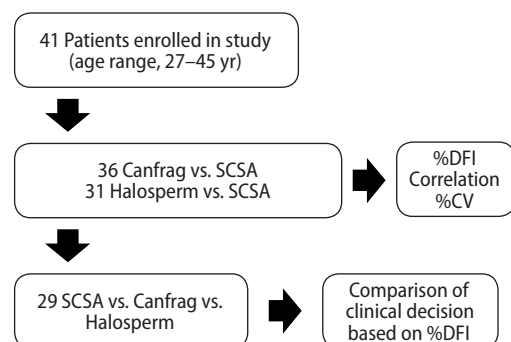 41 Patients enrolled in study
(age range, 27–45 yr)
36 Canfrag vs. SCSA
31 Halosperm vs. SCSA
%DFI
Correlation
%CV
29 SCSA vs. Canfrag vs.
Halosperm
Comparison of
clinical decision
based on %DFI